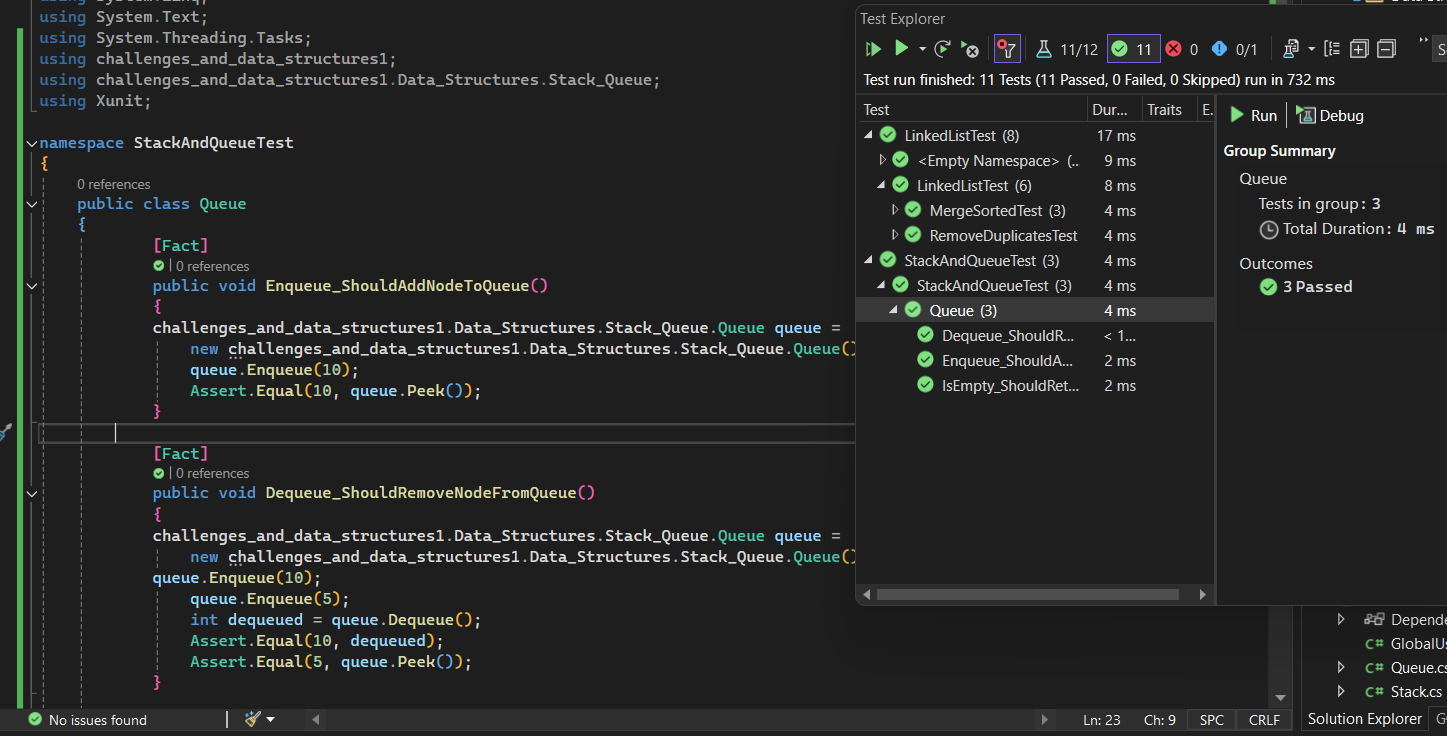 using System.Text;
using System.Threading.Tasks;
using challenges_and_data_structures1;
using challenges_and_data_structures1.Data_Structures.Stack_Queue;
using Xunit;
namespace StackAndQueueTest
{
0 references
public class Queue
{
[Fact]
| 0 references
public void Enqueue_ShouldAddNodeToQueue()
{
challenges_and_data_structures1.Data_Structures.Stack_Queue.Queue queue =
new challenges_and_data_structures1.Data_Structures.Stack_Queue.Queue()
queue.Enqueue(10);
Assert.Equal(10, queue.Peek());
}
[Fact]
| 0 references
public void Dequeue_ShouldRemoveNodeFromQueue()
{
challenges_and_data_structures1.Data_Structures.Stack_Queue.Queue queue =
new challenges_and_data_structures1.Data_Structures.Stack_Queue.Queue()
queue.Enqueue(10);
queue.Enqueue(5);
int dequeued = queue.Dequeue();
Assert.Equal(10, dequeued);
Assert.Equal(5, queue.Peek());
}
No issues found
Ln: 23 Ch: 9 SPC CRLF
Test Explorer
11/12 11 0 0/1
Test run finished: 11 Tests (11 Passed, 0 Failed, 0 Skipped) run in 732 ms
Test Dur... Traits E.
LinkedListTest (8) 17 ms
<Empty Namespace> (.. 9 ms
LinkedListTest (6) 8 ms
MergeSortedTest (3) 4 ms
RemoveDuplicatesTest 4 ms
StackAndQueueTest (3) 4 ms
StackAndQueueTest (3) 4 ms
Queue (3) 4 ms
Dequeue_ShouldR... < 1...
Enqueue_ShouldA... 2 ms
IsEmpty_ShouldRet... 2 ms
Run Debug
Group Summary
Queue
Tests in group: 3
Total Duration: 4 ms
Outcomes
3 Passed
Depende
C# GlobalUs
C# Queue.cs
C# Stack.cs
Solution Explorer